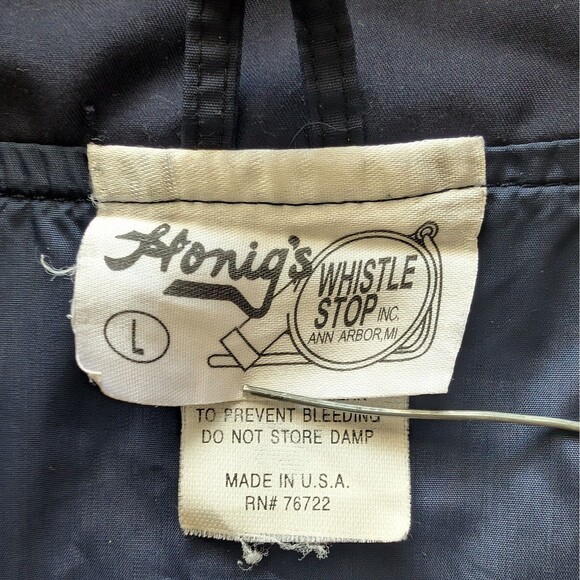 Honig's
WHISTLE
STOP INC.
ANN ARBOR, MI
L
TO PREVENT BLEEDING
DO NOT STORE DAMP
MADE IN U.S.A.
RN# 76722